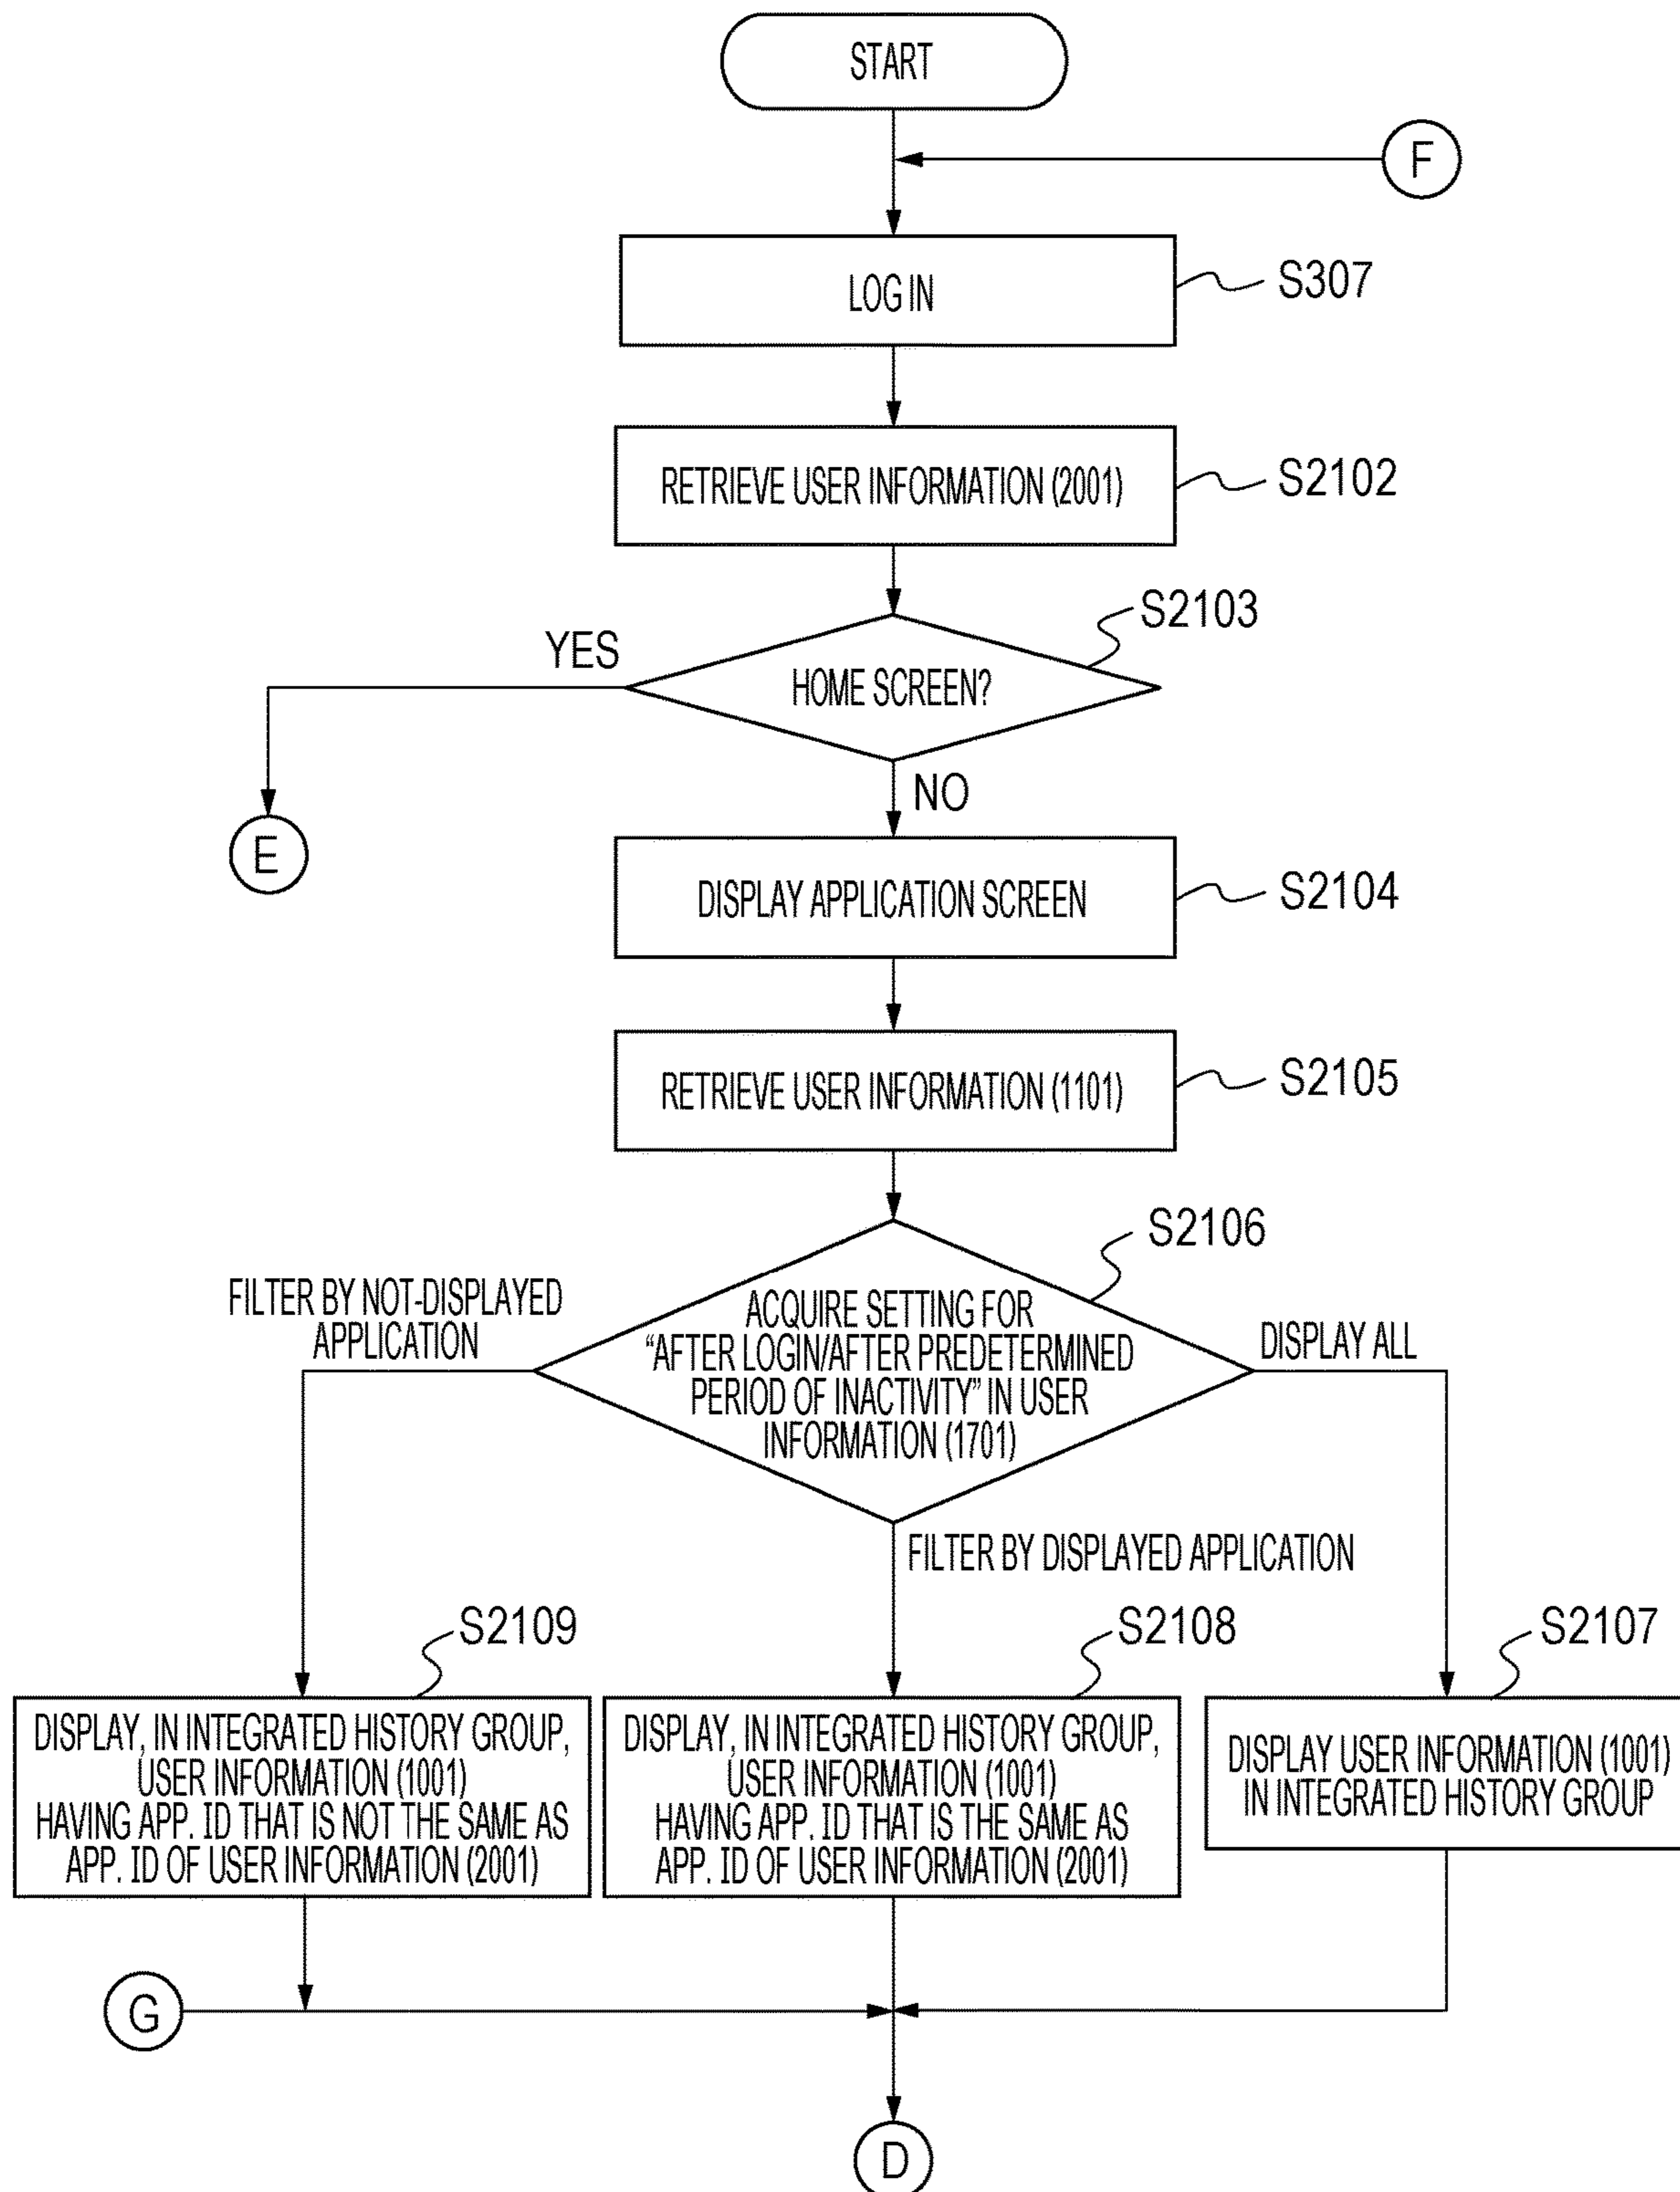 START
F
LOG IN
S307
RETRIEVE USER INFORMATION (2001)
S2102
S2103
YES
HOME SCREEN?
NO
E
DISPLAY APPLICATION SCREEN
S2104
RETRIEVE USER INFORMATION (1101)
S2105
S2106
FILTER BY NOT-DISPLAYED
APPLICATION
ACQUIRE SETTING FOR
“AFTER LOGIN/AFTER PREDETERMINED
PERIOD OF INACTIVITY” IN USER
INFORMATION (1701)
DISPLAY ALL
FILTER BY DISPLAYED APPLICATION
S2109
S2108
S2107
DISPLAY, IN INTEGRATED HISTORY GROUP,
USER INFORMATION (1001)
HAVING APP. ID THAT IS NOT THE SAME AS
APP. ID OF USER INFORMATION (2001)
DISPLAY, IN INTEGRATED HISTORY GROUP,
USER INFORMATION (1001)
HAVING APP. ID THAT IS THE SAME AS
APP. ID OF USER INFORMATION (2001)
DISPLAY USER INFORMATION (1001)
IN INTEGRATED HISTORY GROUP
G
D